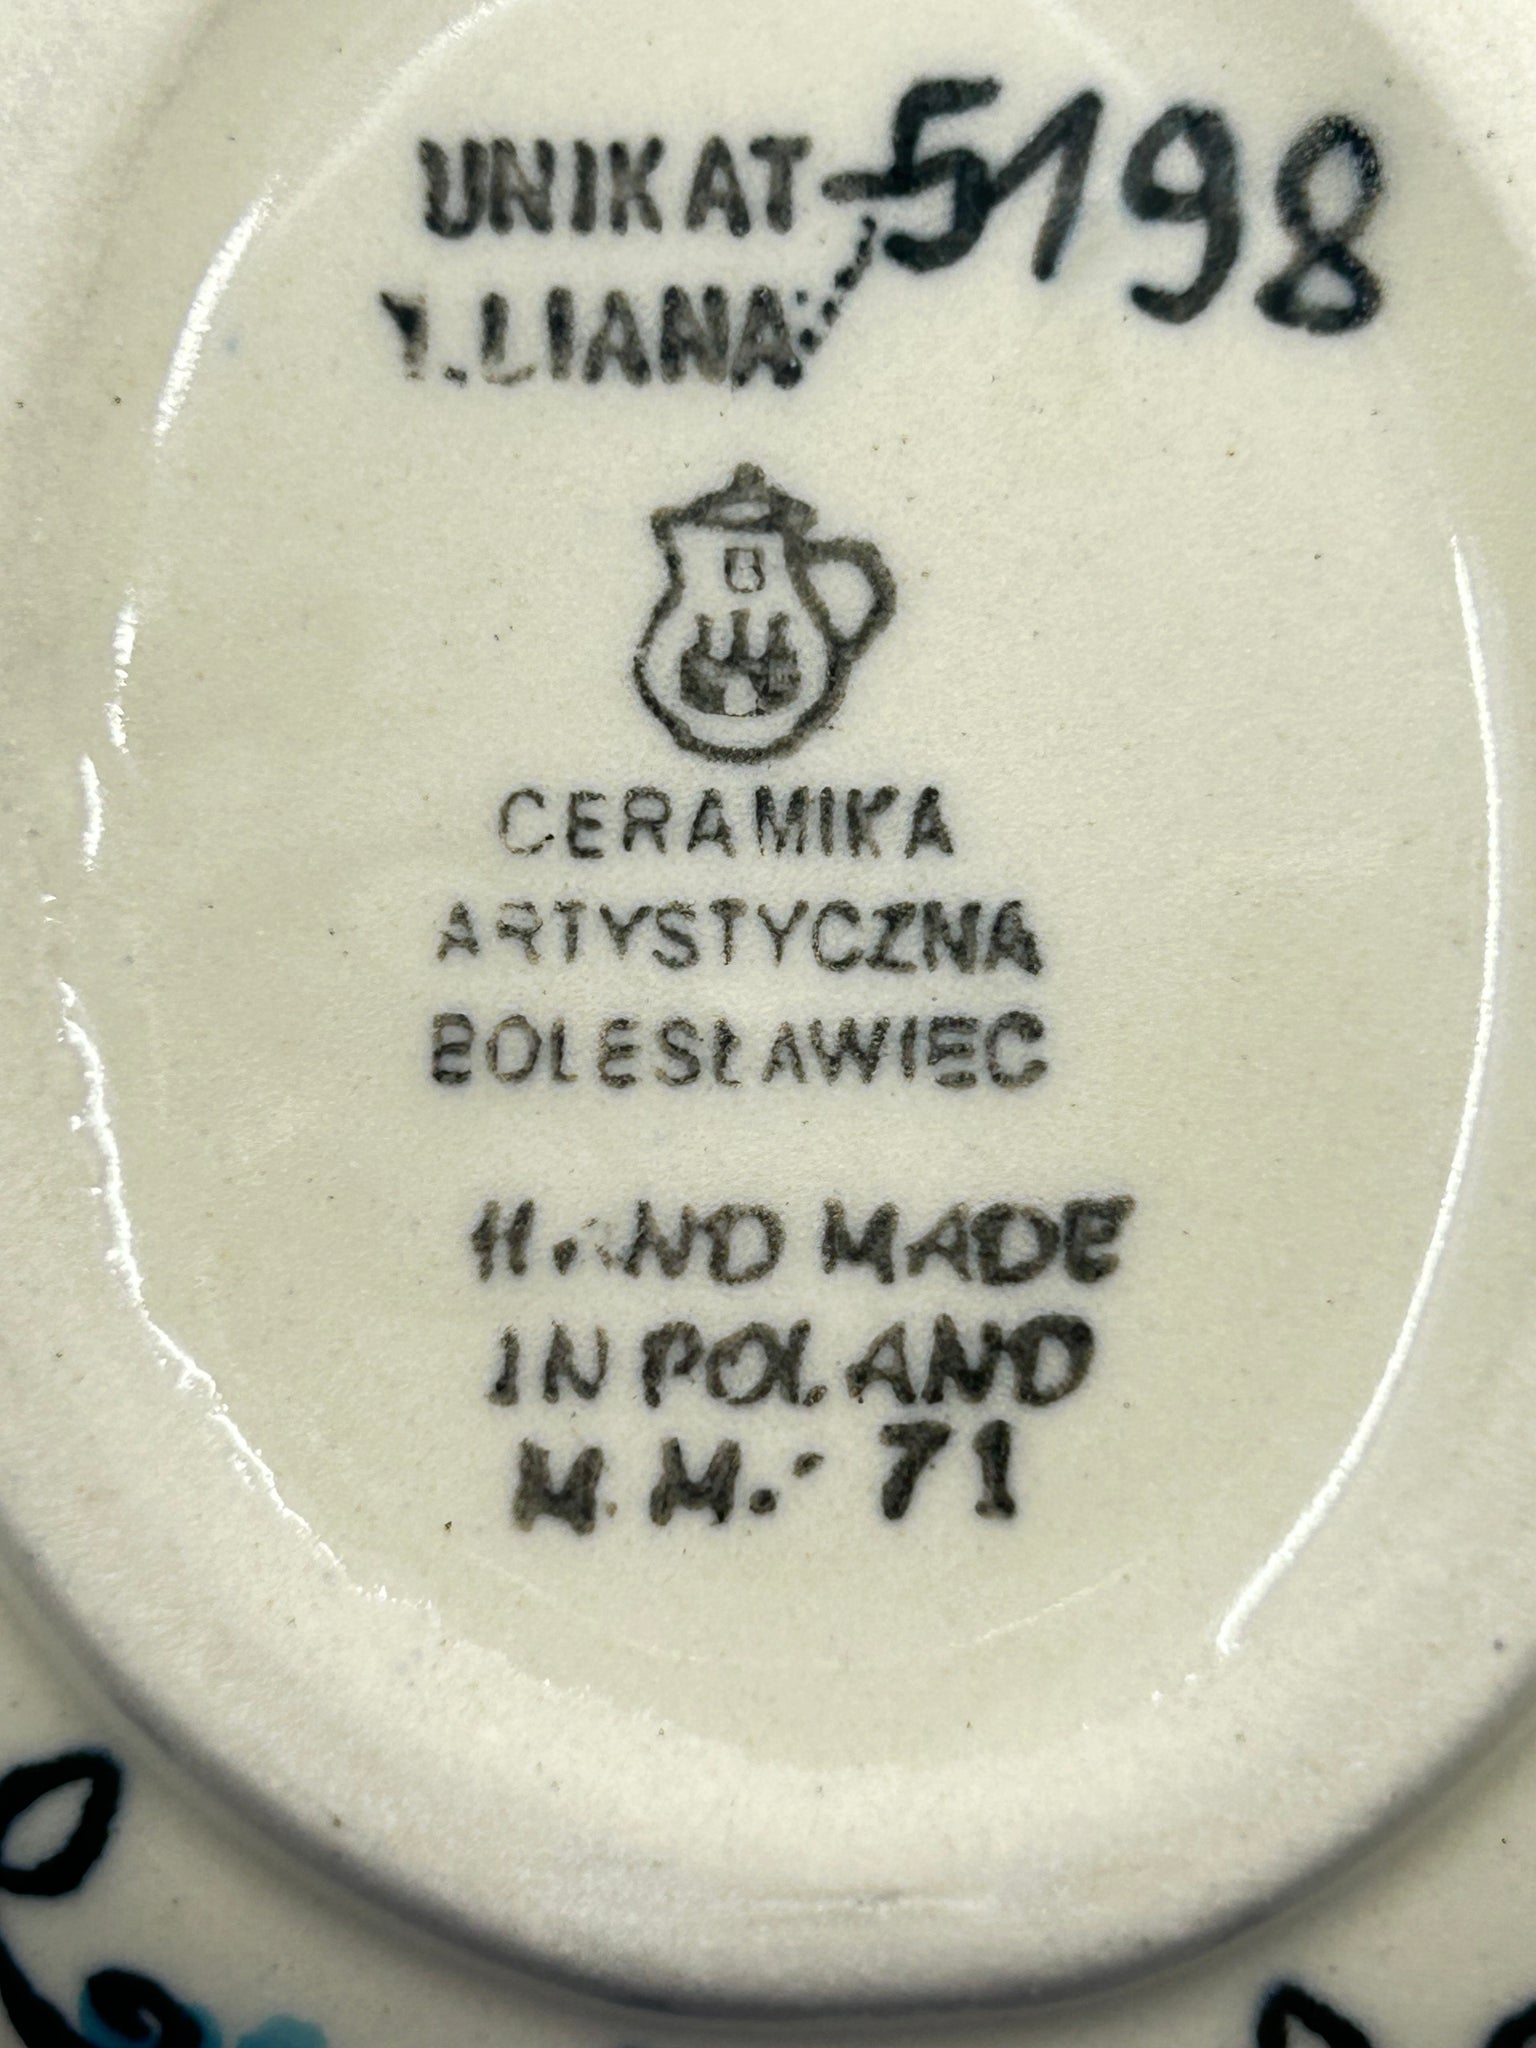 UNIKAT 5198
Y.LIANA
CERAMIKA
ARTYSTYCZNA
BOLESŁAWIEC
HAND MADE
IN POLAND
M.M. 71